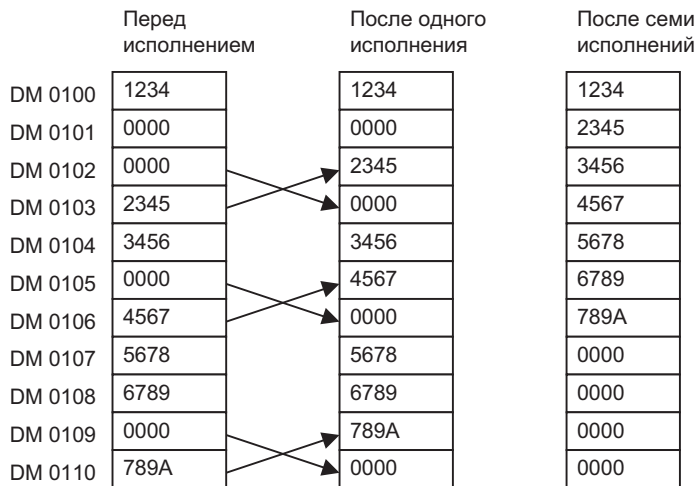 Перед исполнением
После одного исполнения
После семи исполнений
DM 0100 1234 1234 1234
DM 0101 0000 0000 2345
DM 0102 0000 2345 3456
DM 0103 2345 0000 4567
DM 0104 3456 3456 5678
DM 0105 0000 4567 6789
DM 0106 4567 0000 789A
DM 0107 5678 5678 0000
DM 0108 6789 6789 0000
DM 0109 0000 789A 0000
DM 0110 789A 0000 0000